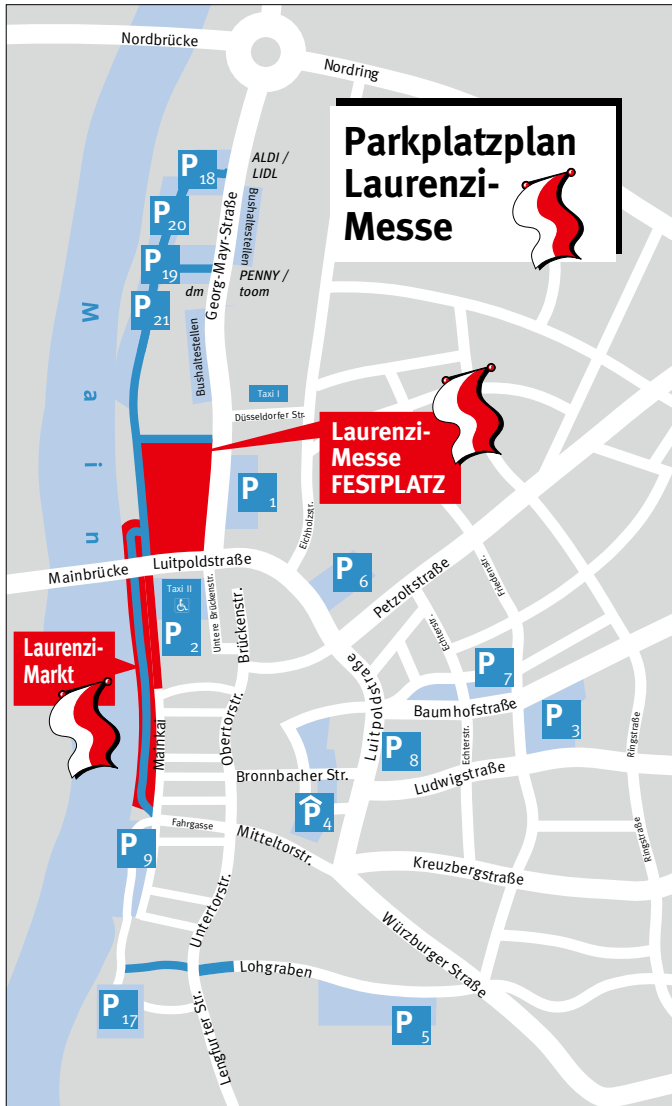 Nordbrücke
Nordring
Parkplatzplan
Laurenzi-
Messe
P 18
ALDI /
LIDL
P 20
Bushaltestellen
Georg-Mayr-Straße
P 19
PENNY /
toom
dm
P 21
Bushaltestellen
Main
Taxi I
Düsseldorfer Str.
Laurenzi-
Messe
FESTPLATZ
P 1
Eichholzstr.
Mainbrücke
Luitpoldstraße
P 6
Petzoltstraße
Friedenstr.
Taxi II
P 2
Untere Brückenstr.
Brückenstr.
Echterstr.
Laurenzi-
Markt
Luitpoldstraße
P 7
Baumhofstraße
P 3
Ringstraße
Obertorstr.
Mainkai
P 8
Echterstr.
Bronnbacher Str.
Ludwigstraße
P 4
Fahrgasse
Mitteltorstr.
P 9
Kreuzbergstraße
Ringstraße
Untertorstr.
Würzburger Straße
Lohgraben
P 17
Lengfurter Str.
P 5